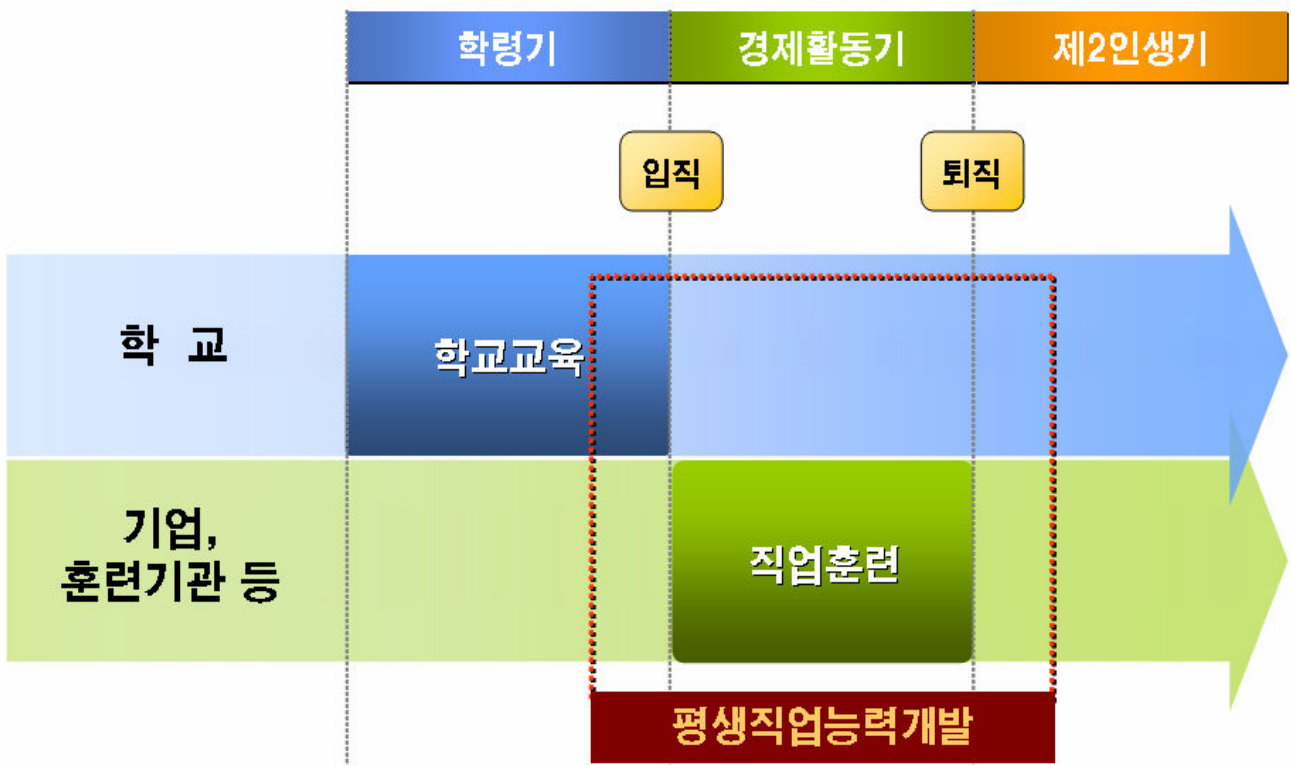 학령기
경제활동기
제2인생기
입직
퇴직
학 교
학교교육
기업,
훈련기관 등
직업훈련
평생직업능력개발